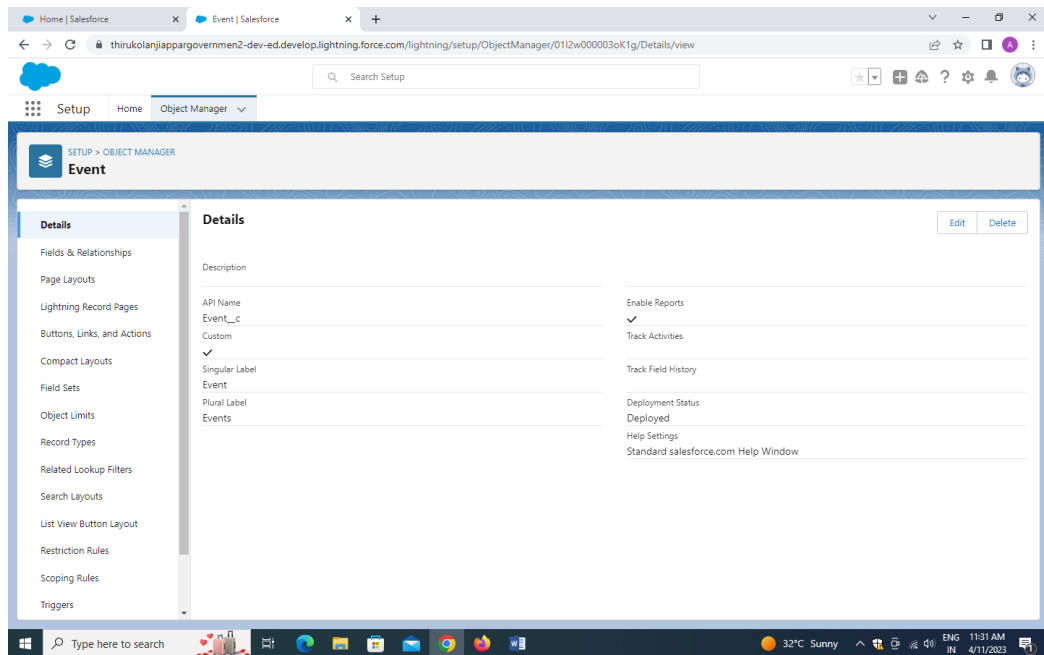 Home | Salesforce
Event | Salesforce
thirukolanjiappargovernmen2-dev-ed.develop.lightning.force.com/lightning/setup/ObjectManager/01I2w000003oK1g/Details/view
A
Search Setup
Setup Home Object Manager
SETUP > OBJECT MANAGER
Event
Details
Fields & Relationships
Page Layouts
Lightning Record Pages
Buttons, Links, and Actions
Compact Layouts
Field Sets
Object Limits
Record Types
Related Lookup Filters
Search Layouts
List View Button Layout
Restriction Rules
Scoping Rules
Triggers
Details
Edit Delete
Description
API Name
Event__c
Custom
Singular Label
Event
Plural Label
Events
Enable Reports
Track Activities
Track Field History
Deployment Status
Deployed
Help Settings
Standard salesforce.com Help Window
Type here to search
32°C Sunny
ENG
IN
11:31 AM
4/11/2023